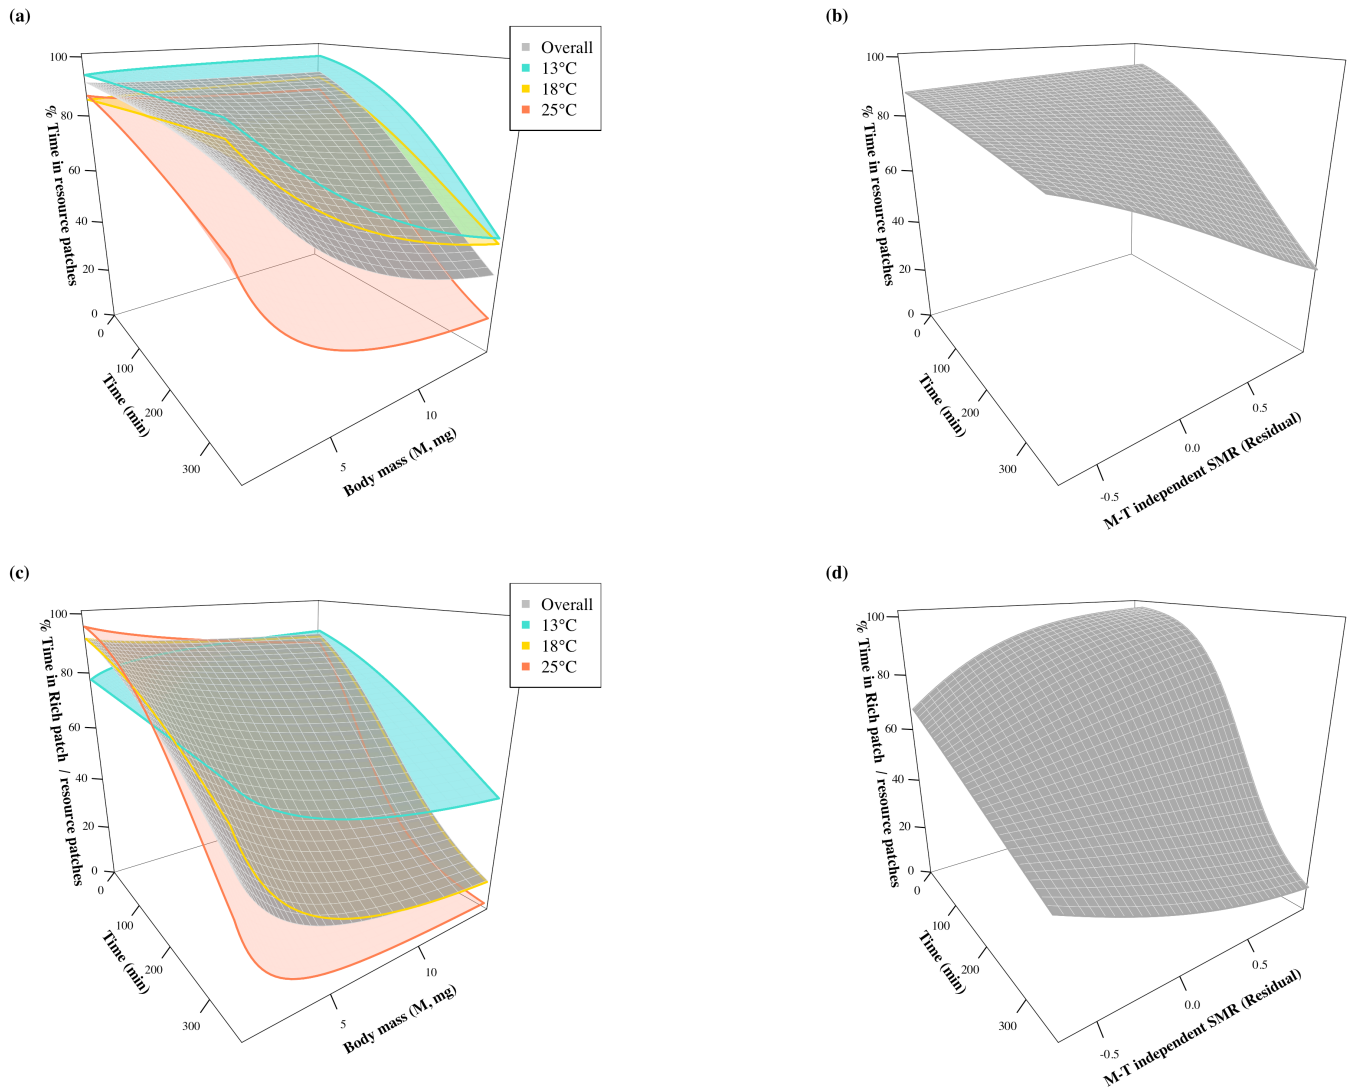 (a)
Overall
13°C
18°C
25°C
100
80
60
40
20
0
% Time in resource patches
0
100
200
300
Time (min)
5
10
Body mass (M, mg)
(b)
100
80
60
40
20
0
% Time in resource patches
0
100
200
300
Time (min)
-0.5
0.0
0.5
M-T independent SMR (Residual)
(c)
Overall
13°C
18°C
25°C
100
80
60
40
20
0
% Time in Rich patch / resource patches
0
100
200
300
Time (min)
5
10
Body mass (M, mg)
(d)
100
80
60
40
20
0
% Time in Rich patch / resource patches
0
100
200
300
Time (min)
-0.5
0.0
0.5
M-T independent SMR (Residual)